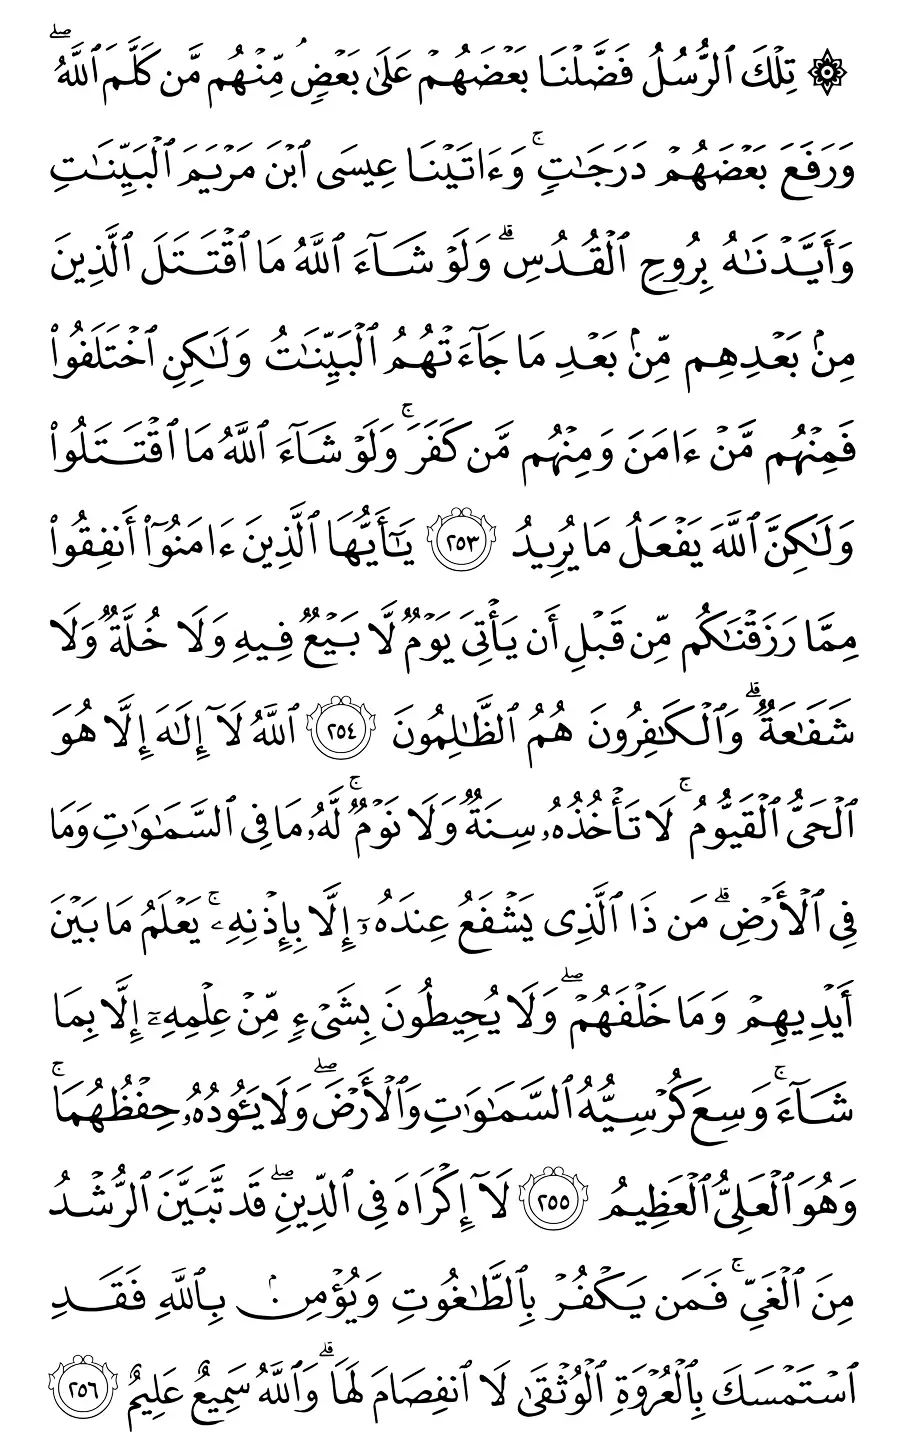 ۞ تِلْكَ ٱلرُّسُلُ فَضَّلْنَا بَعْضَهُمْ عَلَىٰ بَعْضٍۘ مِّنْهُم مَّن كَلَّمَ ٱللَّهُۖ
وَرَفَعَ بَعْضَهُمْ دَرَجَٰتٍۚ وَءَاتَيْنَا عِيسَى ٱبْنَ مَرْيَمَ ٱلْبَيِّنَٰتِ
وَأَيَّدْنَٰهُ بِرُوحِ ٱلْقُدُسِۗ وَلَوْ شَآءَ ٱللَّهُ مَا ٱقْتَتَلَ ٱلَّذِينَ
مِنۢ بَعْدِهِم مِّنۢ بَعْدِ مَا جَآءَتْهُمُ ٱلْبَيِّنَٰتُ وَلَٰكِنِ ٱخْتَلَفُوا۟
فَمِنْهُم مَّنْ ءَامَنَ وَمِنْهُم مَّن كَفَرَۚ وَلَوْ شَآءَ ٱللَّهُ مَا ٱقْتَتَلُوا۟
وَلَٰكِنَّ ٱللَّهَ يَفْعَلُ مَا يُرِيدُ ٢٥٣ يَٰٓأَيُّهَا ٱلَّذِينَ ءَامَنُوٓا۟ أَنفِقُوا۟
مِمَّا رَزَقْنَٰكُم مِّن قَبْلِ أَن يَأْتِىَ يَوْمٌ لَّا بَيْعٌ فِيهِ وَلَا خُلَّةٌ وَلَا
شَفَٰعَةٌۗ وَٱلْكَٰفِرُونَ هُمُ ٱلظَّٰلِمُونَ ٢٥٤ ٱللَّهُ لَآ إِلَٰهَ إِلَّا هُوَ
ٱلْحَىُّ ٱلْقَيُّومُۚ لَا تَأْخُذُهُۥ سِنَةٌ وَلَا نَوْمٌۚ لَّهُۥ مَا فِى ٱلسَّمَٰوَٰتِ وَمَا
فِى ٱلْأَرْضِۗ مَن ذَا ٱلَّذِى يَشْفَعُ عِندَهُۥٓ إِلَّا بِإِذْنِهِۦۚ يَعْلَمُ مَا بَيْنَ
أَيْدِيهِمْ وَمَا خَلْفَهُمْۖ وَلَا يُحِيطُونَ بِشَىْءٍ مِّنْ عِلْمِهِۦٓ إِلَّا بِمَا
شَآءَۚ وَسِعَ كُرْسِيُّهُ ٱلسَّمَٰوَٰتِ وَٱلْأَرْضَۖ وَلَا يَـُٔودُهُۥ حِفْظُهُمَاۚ
وَهُوَ ٱلْعَلِىُّ ٱلْعَظِيمُ ٢٥٥ لَآ إِكْرَاهَ فِى ٱلدِّينِۖ قَد تَّبَيَّنَ ٱلرُّشْدُ
مِنَ ٱلْغَىِّۚ فَمَن يَكْفُرْ بِٱلطَّٰغُوتِ وَيُؤْمِنۢ بِٱللَّهِ فَقَدِ
ٱسْتَمْسَكَ بِٱلْعُرْوَةِ ٱلْوُثْقَىٰ لَا ٱنفِصَامَ لَهَاۗ وَٱللَّهُ سَمِيعٌ عَلِيمٌ ٢٥٦